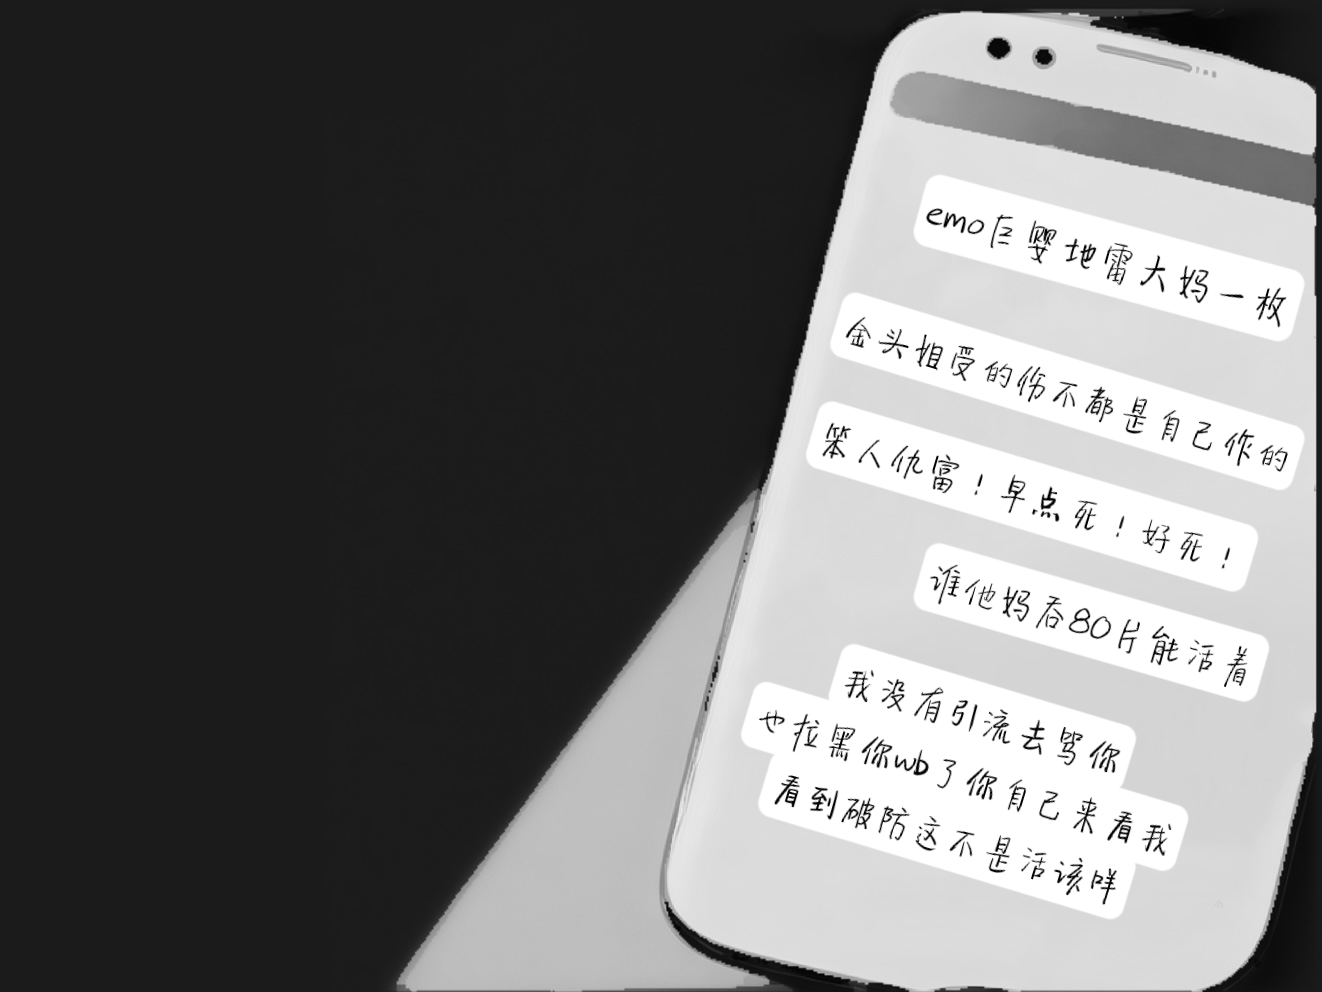 emo巨婴地雷大妈一枚
金头姐受的伤不都是自己作的
笨人仇富！早点死！好死！
谁他妈吞80片能活着
我没有引流去骂你
也拉黑你wb了你自己来看我
看到破防这不是活该咩